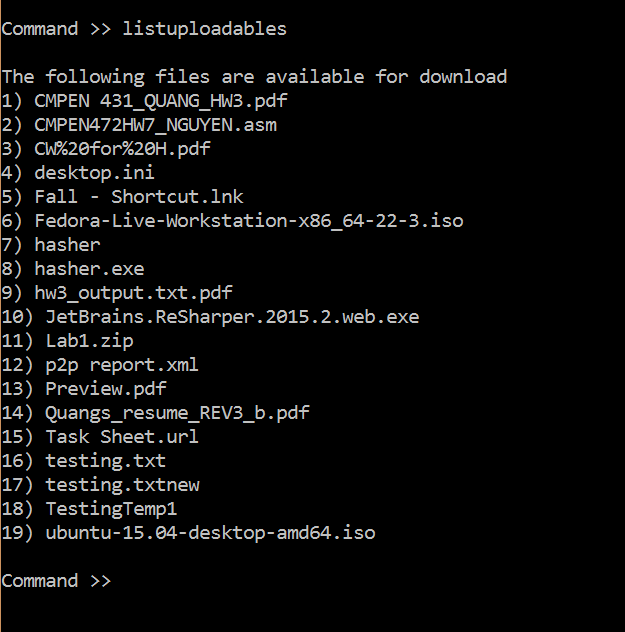 Command >> listuploadables
The following files are available for download
1) CMPEN 431_QUANG_HW3.pdf
2) CMPEN472HW7_NGUYEN.asm
3) CW%20for%20H.pdf
4) desktop.ini
5) Fall - Shortcut.lnk
6) Fedora-Live-Workstation-x86_64-22-3.iso
7) hasher
8) hasher.exe
9) hw3_output.txt.pdf
10) JetBrains.ReSharper.2015.2.web.exe
11) Lab1.zip
12) p2p report.xml
13) Preview.pdf
14) Quangs_resume_REV3_b.pdf
15) Task Sheet.url
16) testing.txt
17) testing.txtnew
18) TestingTemp1
19) ubuntu-15.04-desktop-amd64.iso
Command >>